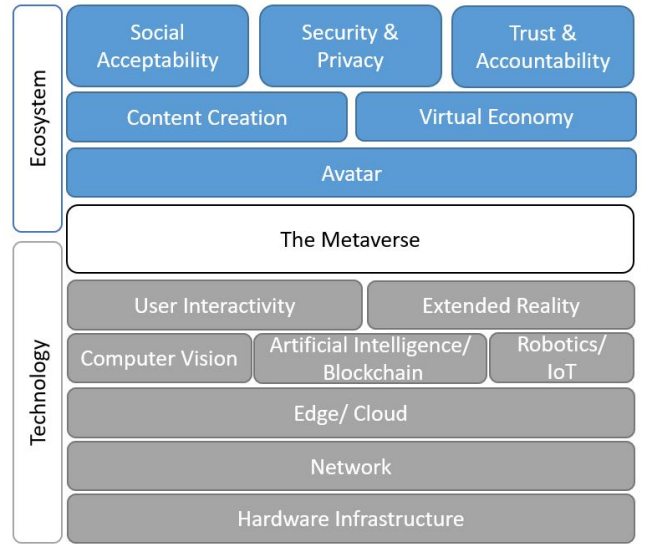 Ecosystem
Social
Acceptability
Security &
Privacy
Trust &
Accountability
Content Creation
Virtual Economy
Avatar
The Metaverse
Technology
User Interactivity
Extended Reality
Computer Vision
Artificial Intelligence/
Blockchain
Robotics/
IoT
Edge/ Cloud
Network
Hardware Infrastructure